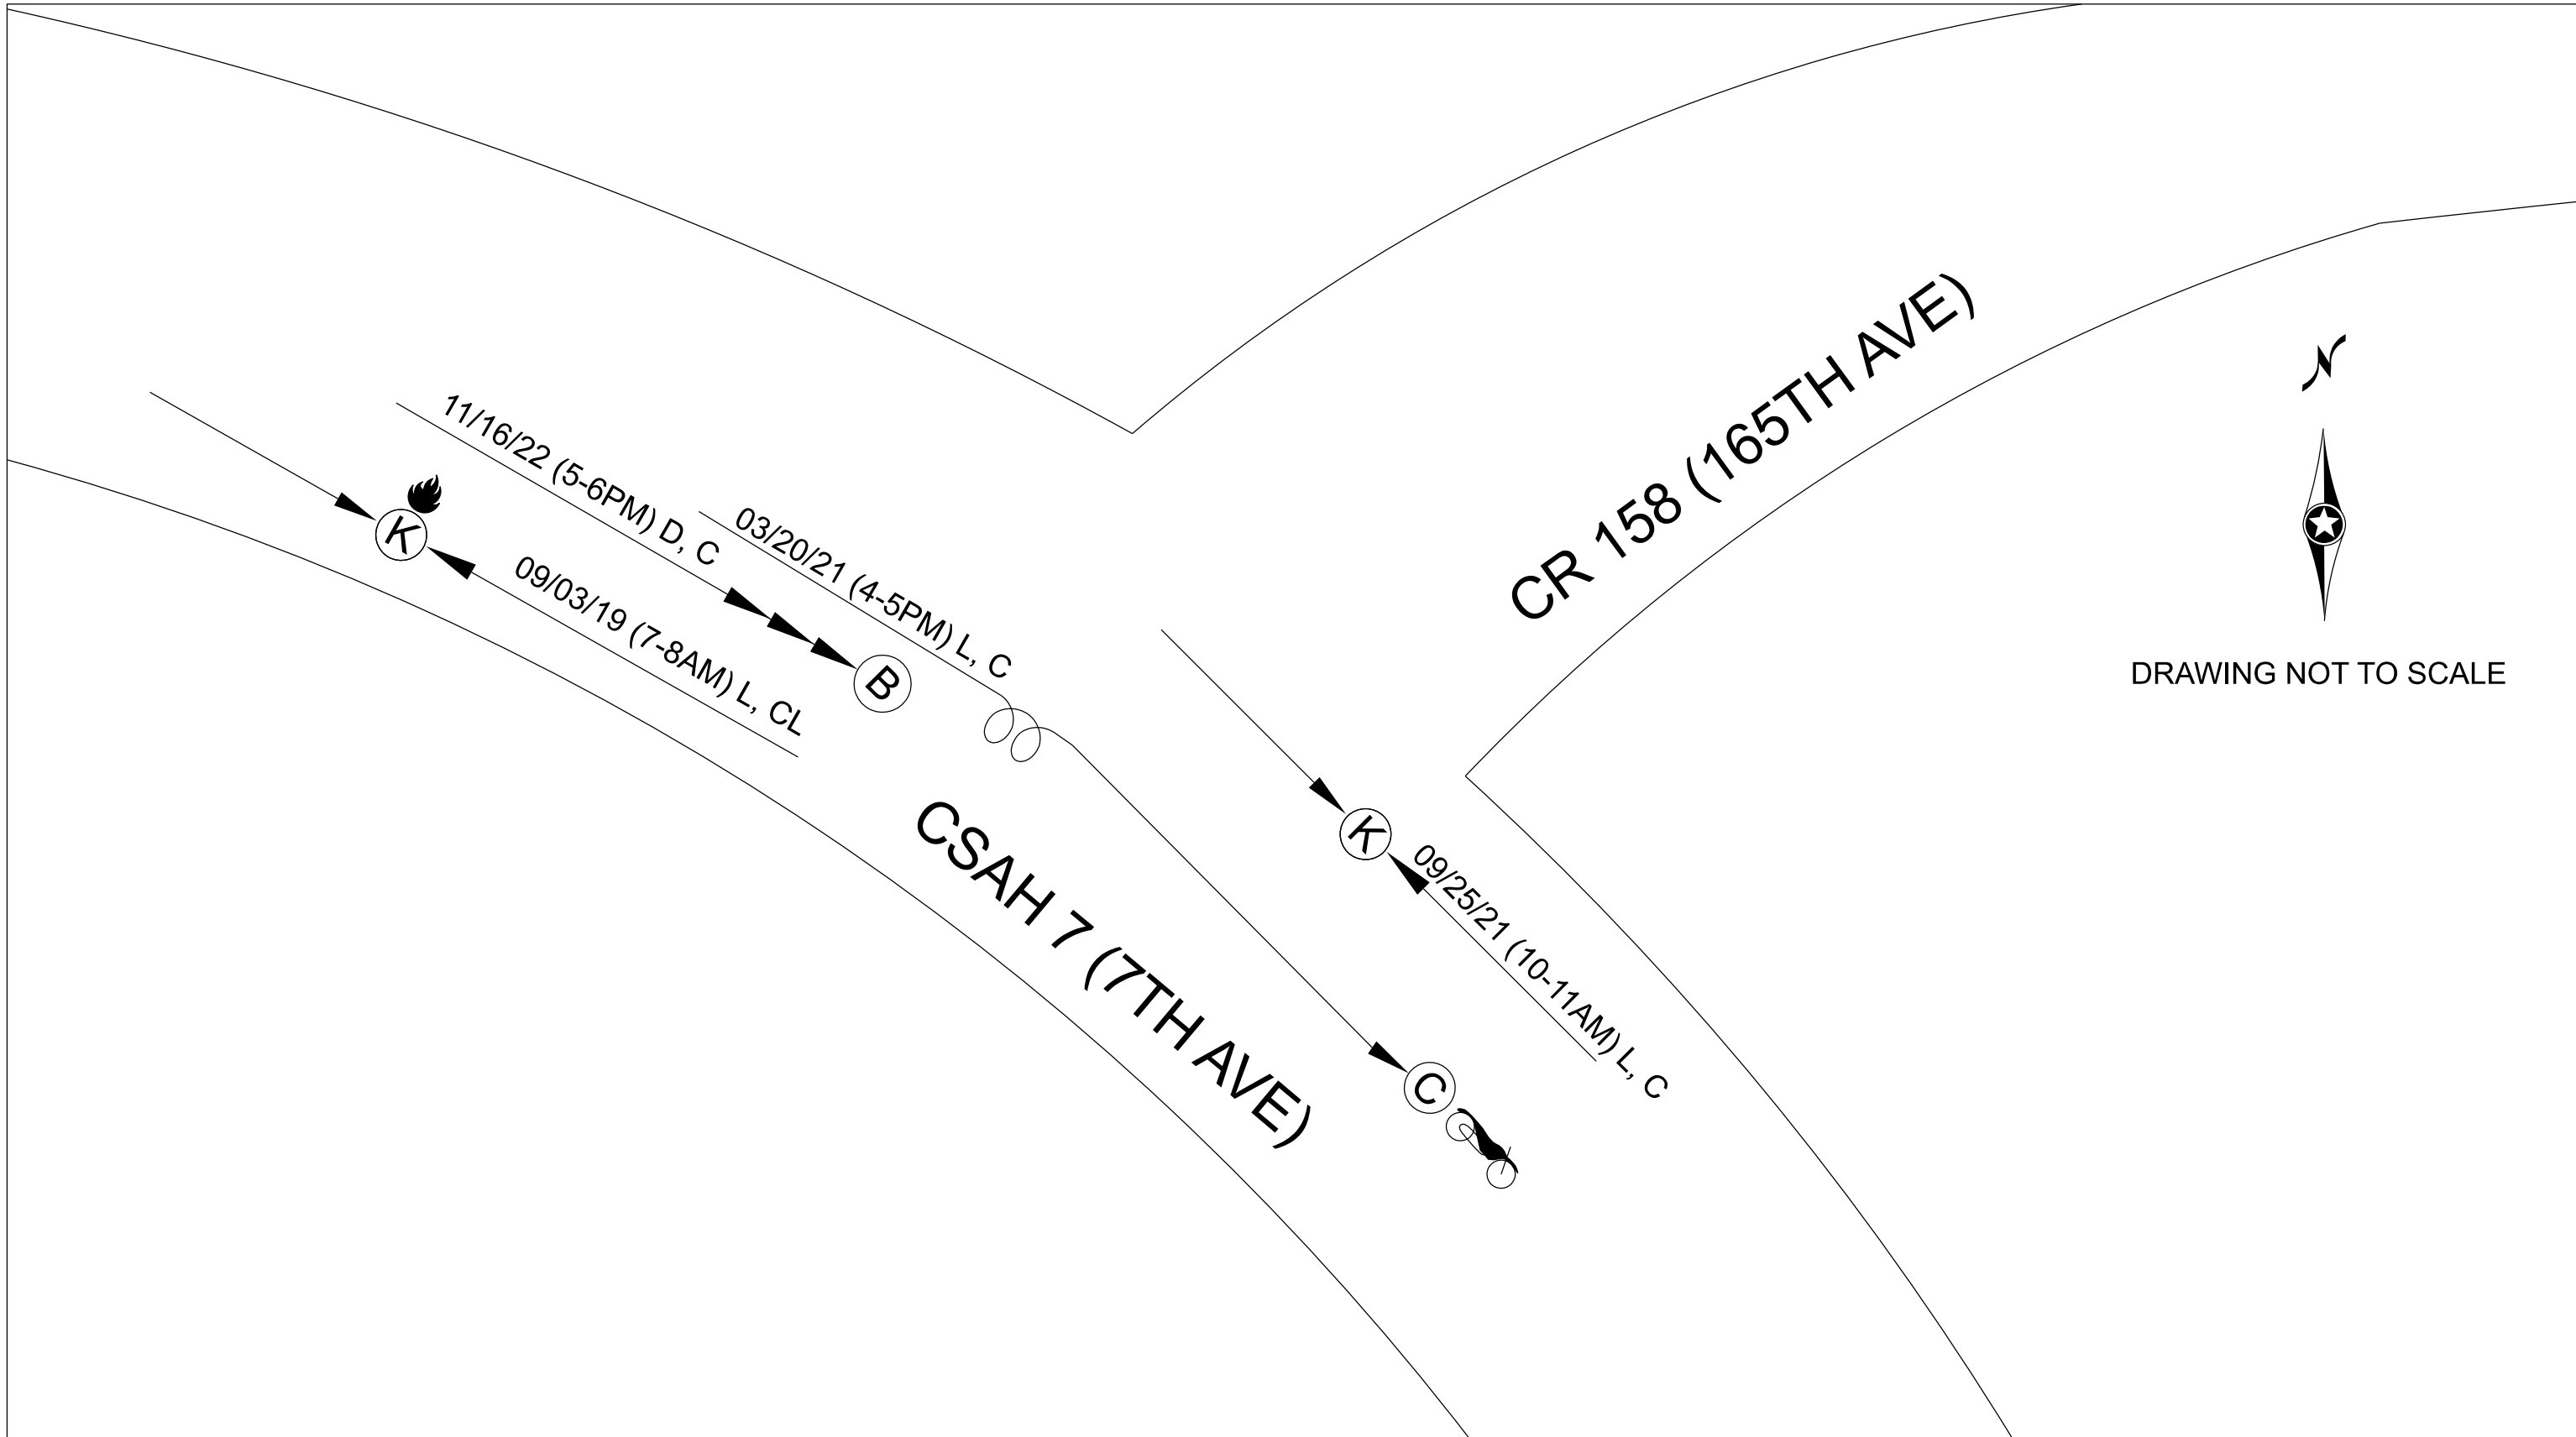 11/16/22 (5-6PM) D, C
03/20/21 (4-5PM) L, C
K
09/03/19 (7-8AM) L, CL
B
CSAH 7 (7TH AVE)
CR 158 (165TH AVE)
K
09/25/21 (10-11AM) L, C
C
N
DRAWING NOT TO SCALE